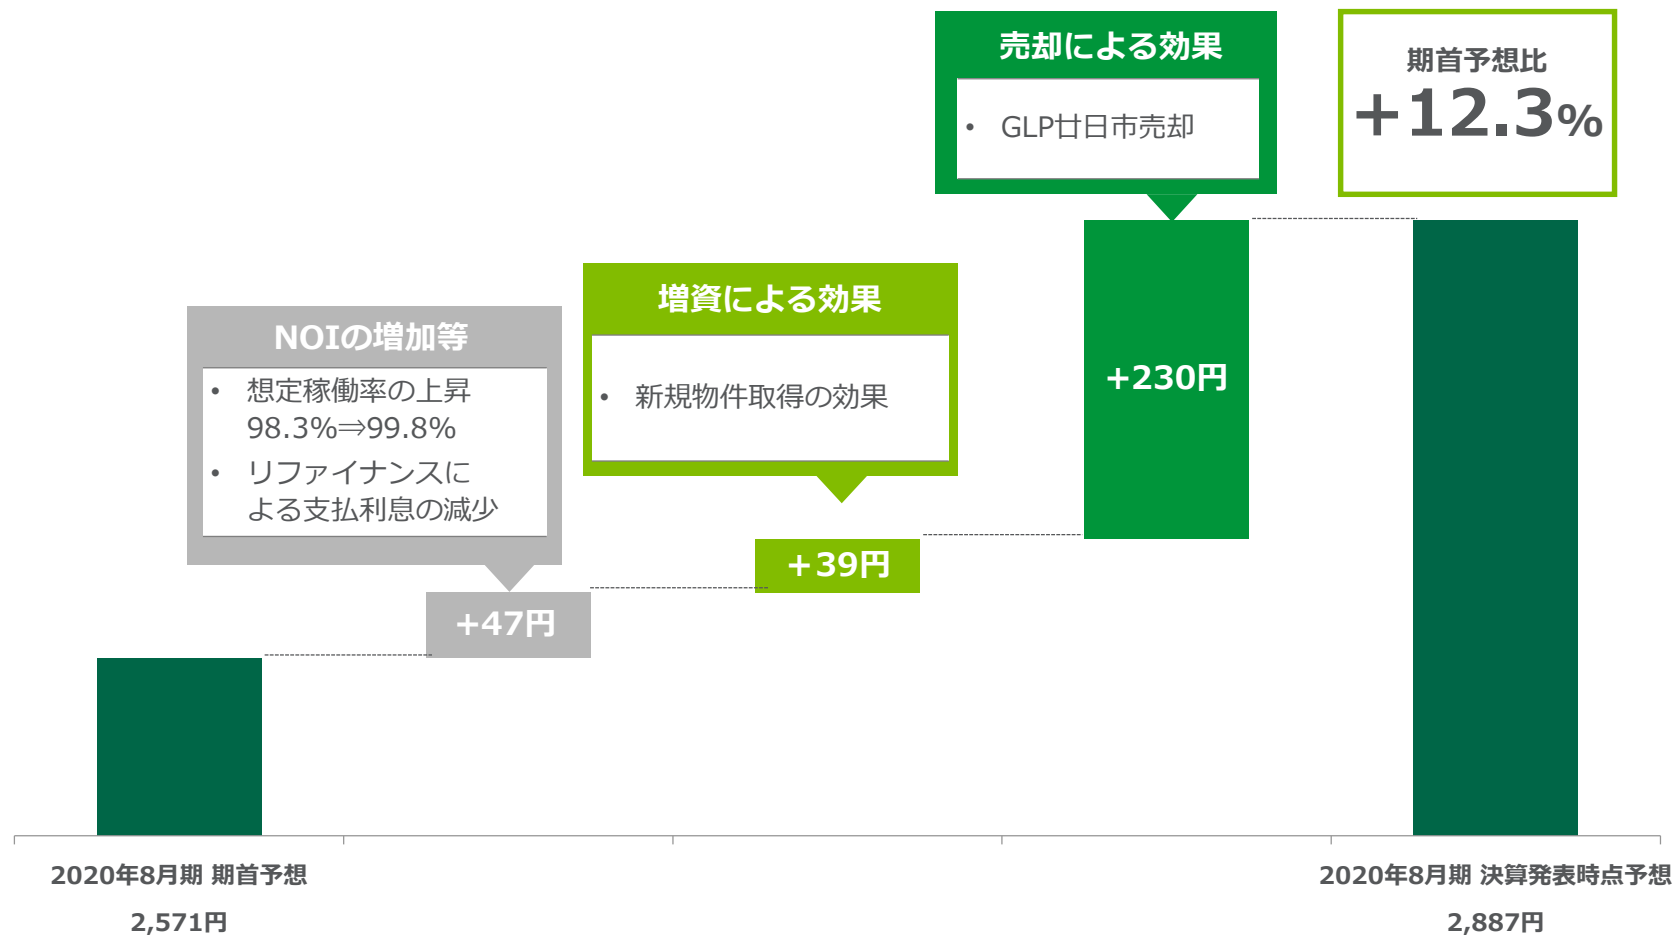 売却による効果
• GLP廿日市売却
期首予想比
+12.3%
増資による効果
• 新規物件取得の効果
NOIの増加等
• 想定稼働率の上昇
98.3%⇒99.8%
• リファイナンスに
よる支払利息の減少
+230円
+39円
+47円
2020年8月期 期首予想
2,571円
2020年8月期 決算発表時点予想
2,887円